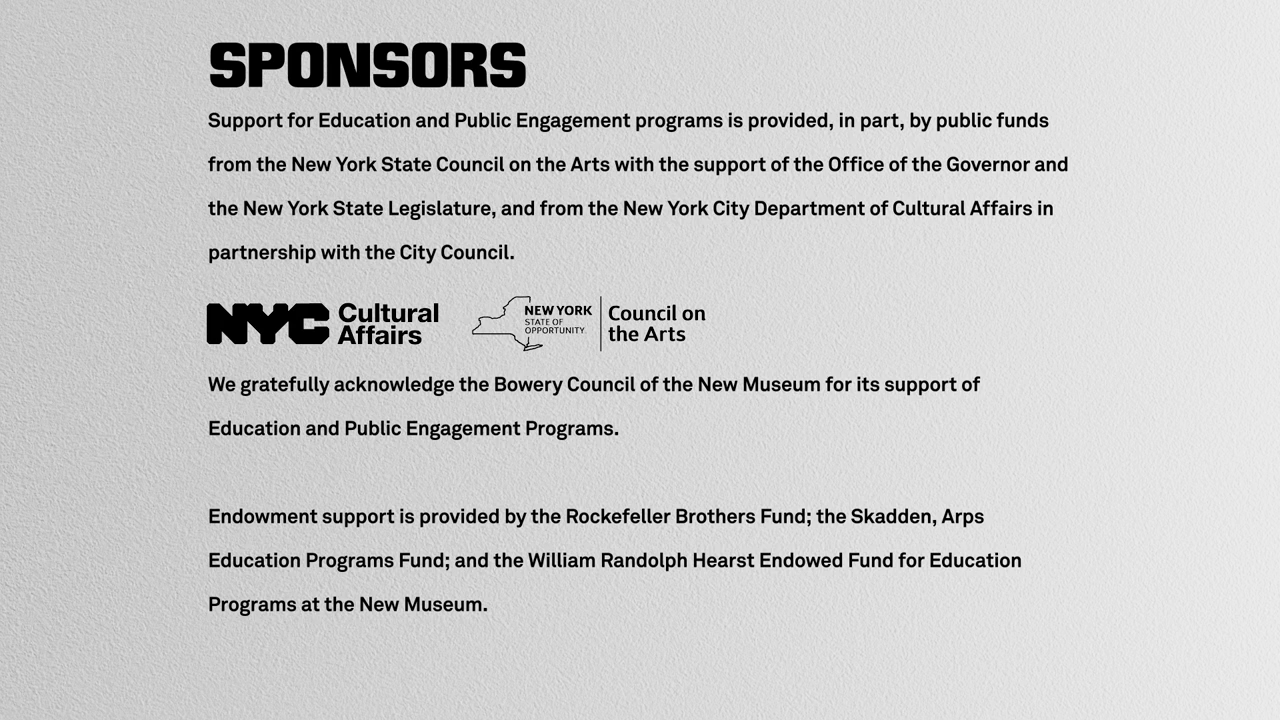 SPONSORS
Support for Education and Public Engagement programs is provided, in part, by public funds
from the New York State Council on the Arts with the support of the Office of the Governor and
the New York State Legislature, and from the New York City Department of Cultural Affairs in
partnership with the City Council.
NYC Cultural
Affairs
NEW YORK
STATE OF
OPPORTUNITY
Council on
the Arts
We gratefully acknowledge the Bowery Council of the New Museum for its support of
Education and Public Engagement Programs.
Endowment support is provided by the Rockefeller Brothers Fund; the Skadden, Arps
Education Programs Fund; and the William Randolph Hearst Endowed Fund for Education
Programs at the New Museum.